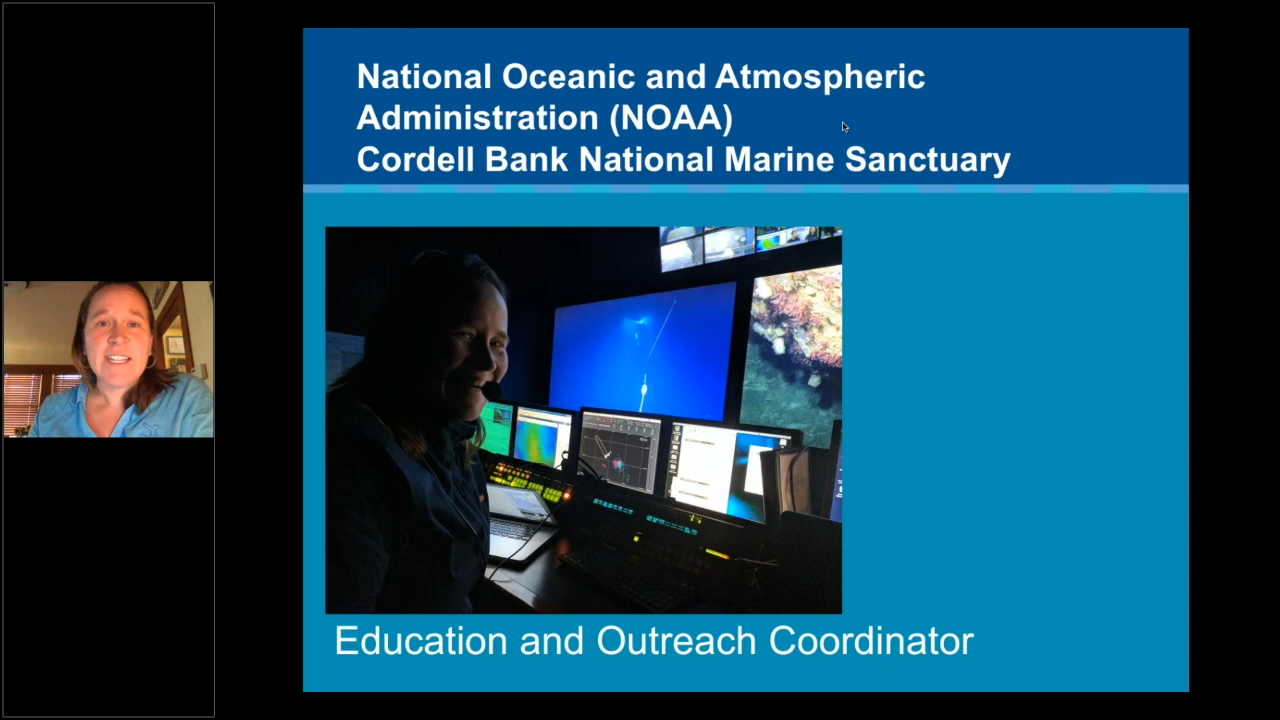 National Oceanic and Atmospheric
Administration (NOAA)
Cordell Bank National Marine Sanctuary
Education and Outreach Coordinator